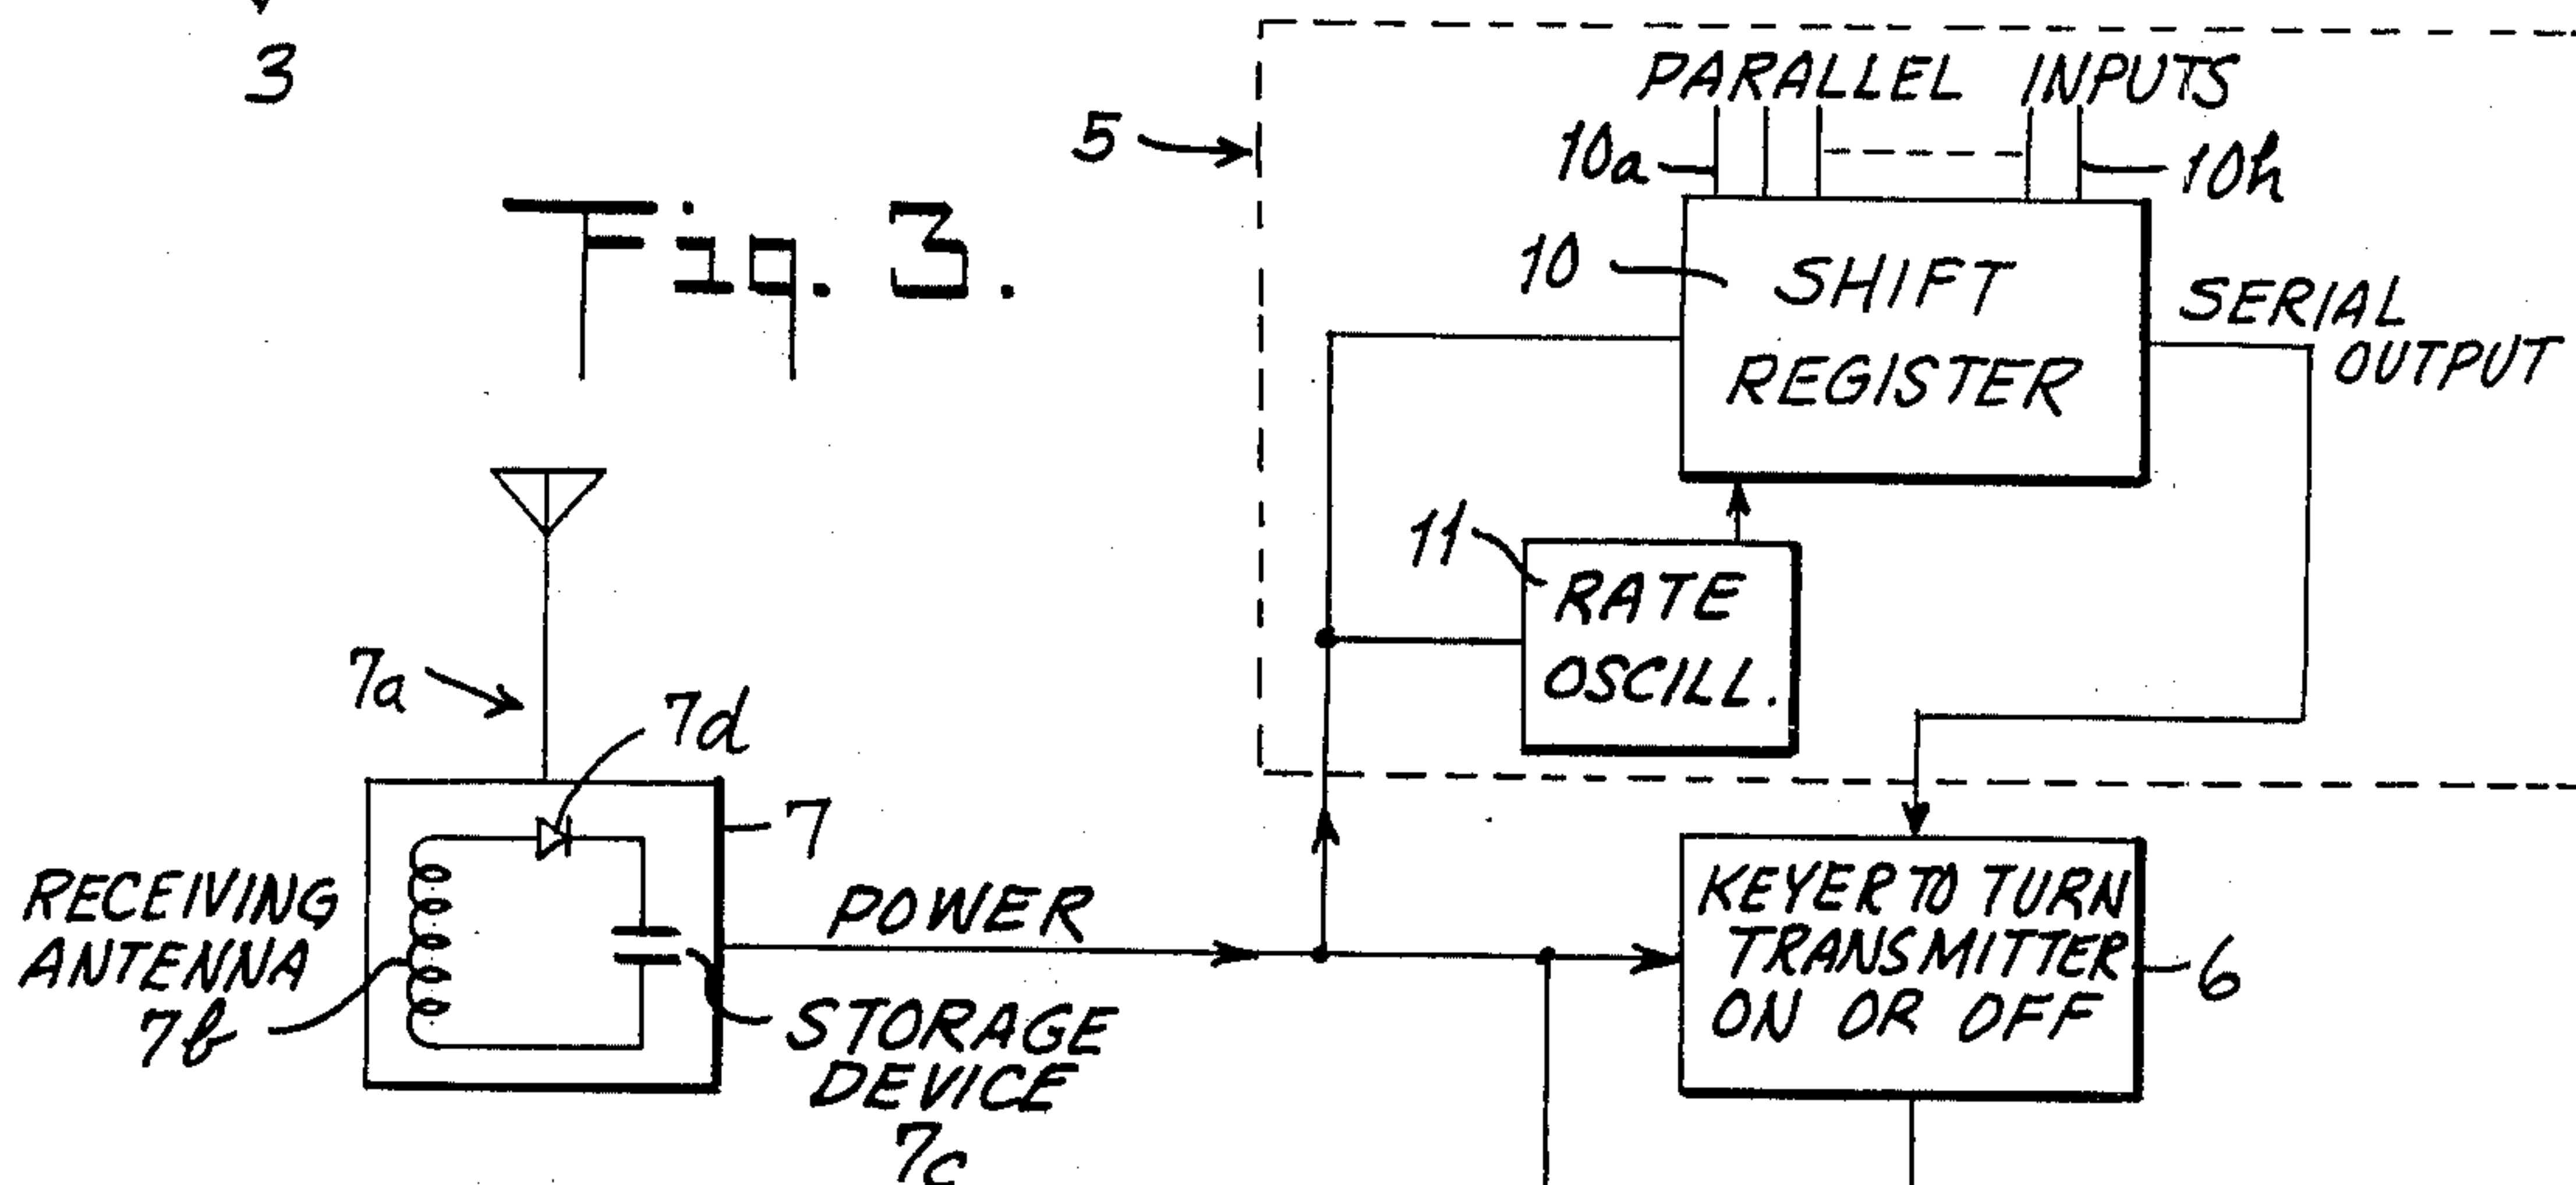 3
Fig. 3.
5
PARALLEL INPUTS
10a
10h
10
SHIFT
REGISTER
SERIAL
OUTPUT
11
RATE
OSCILL.
7a
7d
7
RECEIVING
ANTENNA
7b
POWER
STORAGE
DEVICE
7c
KEYER TO TURN
TRANSMITTER
ON OR OFF
6